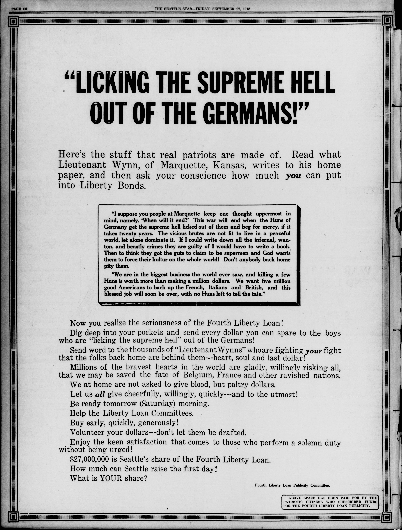 THE SEATTLE STAR—FRIDAY, SEPTEMBER 27, 1918
"LICKING THE SUPREME HELL
OUT OF THE GERMANS!"
Here's the stuff that real patriots are made of. Read what
Lieutenant Wynn, of Marquette, Kansas, writes to his home
paper, and then ask your conscience how much you can put
into Liberty Bonds.
"I suppose you people at Marquette keep one thought uppermost in
mind, namely, 'When will it end?' This war will end when the Huns of
Germany get the supreme hell licked out of them and beg for mercy, if it
takes twenty years. The vicious brutes are not fit to live in a peaceful
world, let alone dominate it. If I could write down all the infernal, wan-
ton, and beastly crimes they are guilty of I would have to write a book.
Then to think they got the guts to claim to be superman and God wants
them to force their kultur on the whole world! Don't anybody back home
pity them.
"We are in the biggest business the world ever saw, and killing a few
Huns is worth more than making a million dollars. We want five million
good Americans to back up the French, Italians and British, and this
blessed job will soon be over, with no Huns left to tell the tale."
Now you realize the seriousness of the Fourth Liberty Loan!
Dig deep into your pockets and send every dollar you can spare to the boys
who are "licking the supreme hell" out of the Germans!
Send word to the thousands of "Lieutenant Wynns" who are fighting your fight
that the folks back home are behind them--heart, soul and last dollar!
Millions of the bravest hearts in the world are gladly, willingly risking all,
that we may be saved the fate of Belgium, France and other ravished nations.
We at home are not asked to give blood, but paltry dollars.
Let us all give cheerfully, willingly, quickly---and to the utmost!
Be ready tomorrow (Saturday) morning.
Help the Liberty Loan Committees.
Buy early, quickly, generously!
Volunteer your dollars--don't let them be drafted.
Enjoy the keen satisfaction that comes to those who perform a solemn duty
without being urged!
$27,000,000 is Seattle's share of the Fourth Liberty Loan.
How much can Seattle raise the first day?
What is YOUR share?
Fourth Liberty Loan Publicity Committee.